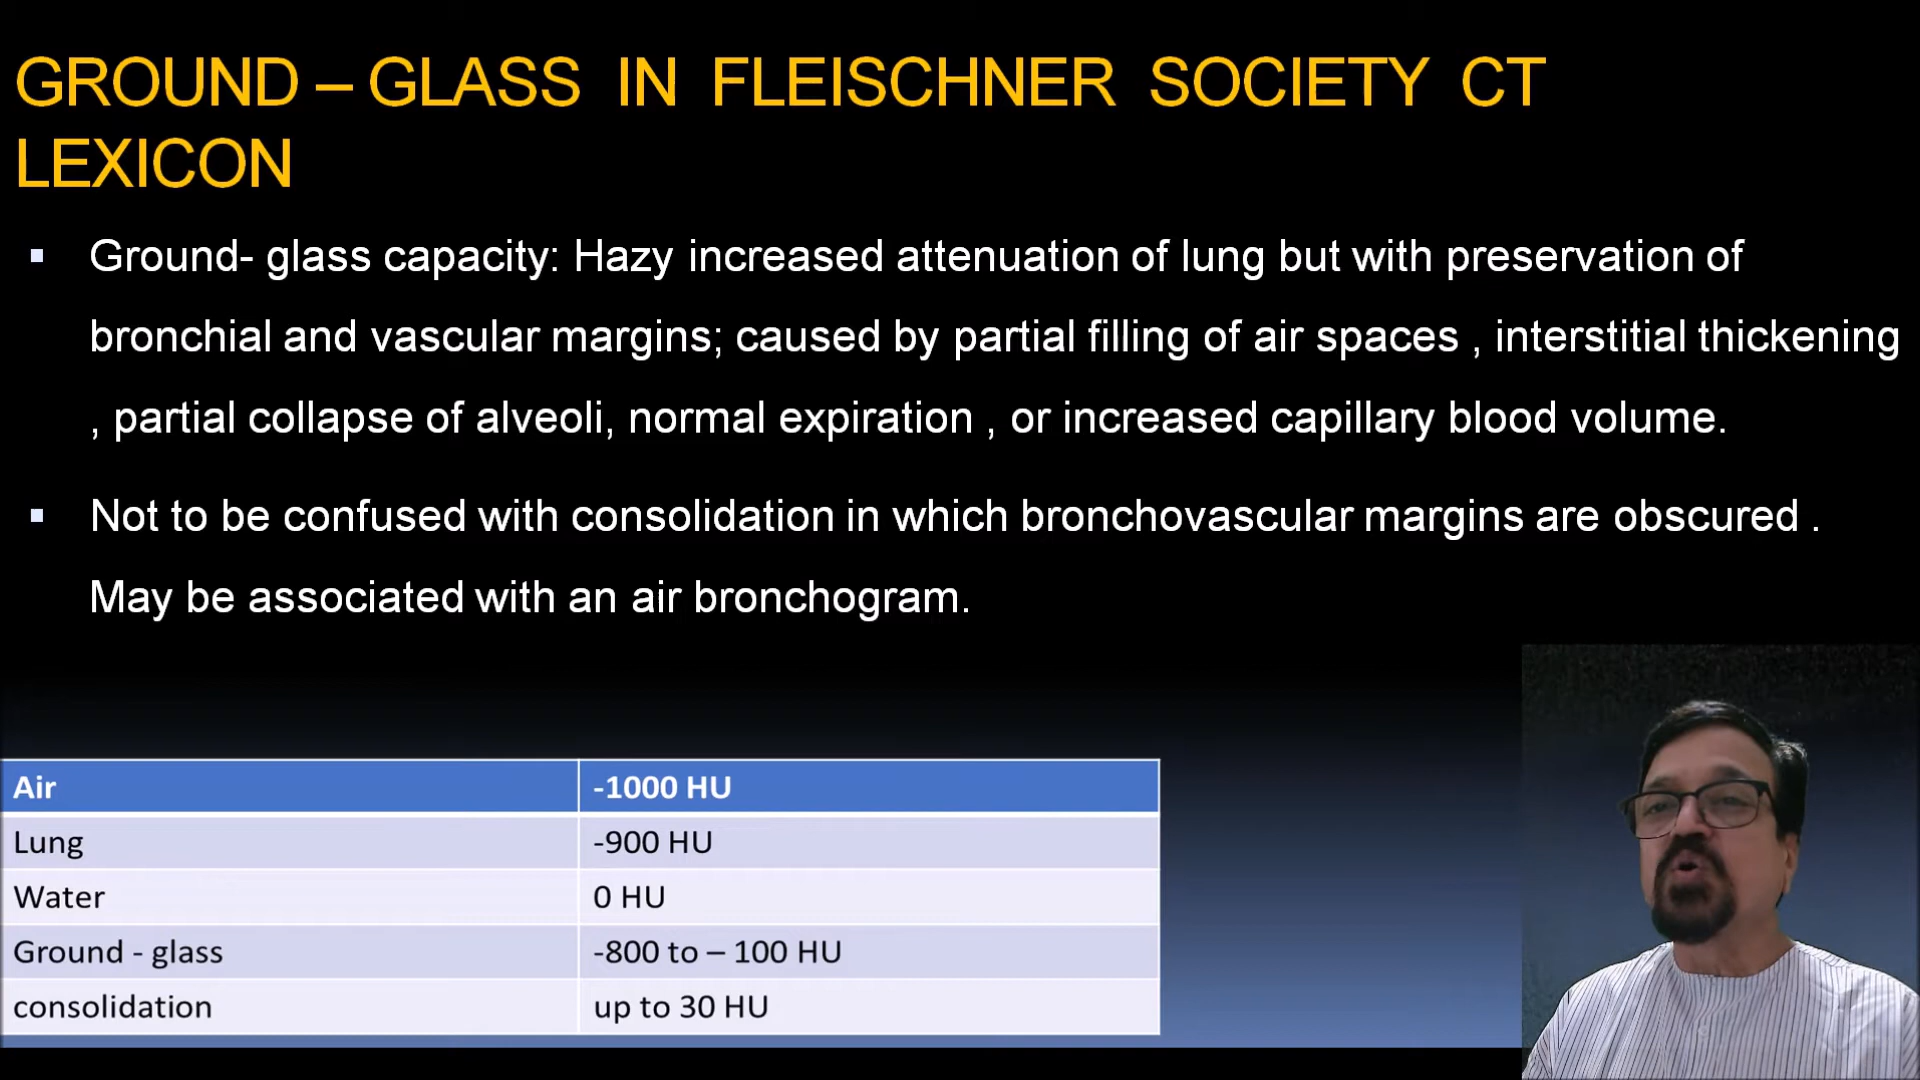 GROUND – GLASS IN FLEISCHNER SOCIETY CT
LEXICON
Ground- glass capacity: Hazy increased attenuation of lung but with preservation of
bronchial and vascular margins; caused by partial filling of air spaces , interstitial thickening
, partial collapse of alveoli, normal expiration , or increased capillary blood volume.
Not to be confused with consolidation in which bronchovascular margins are obscured .
May be associated with an air bronchogram.
Air -1000 HU
Lung -900 HU
Water 0 HU
Ground - glass -800 to – 100 HU
consolidation up to 30 HU